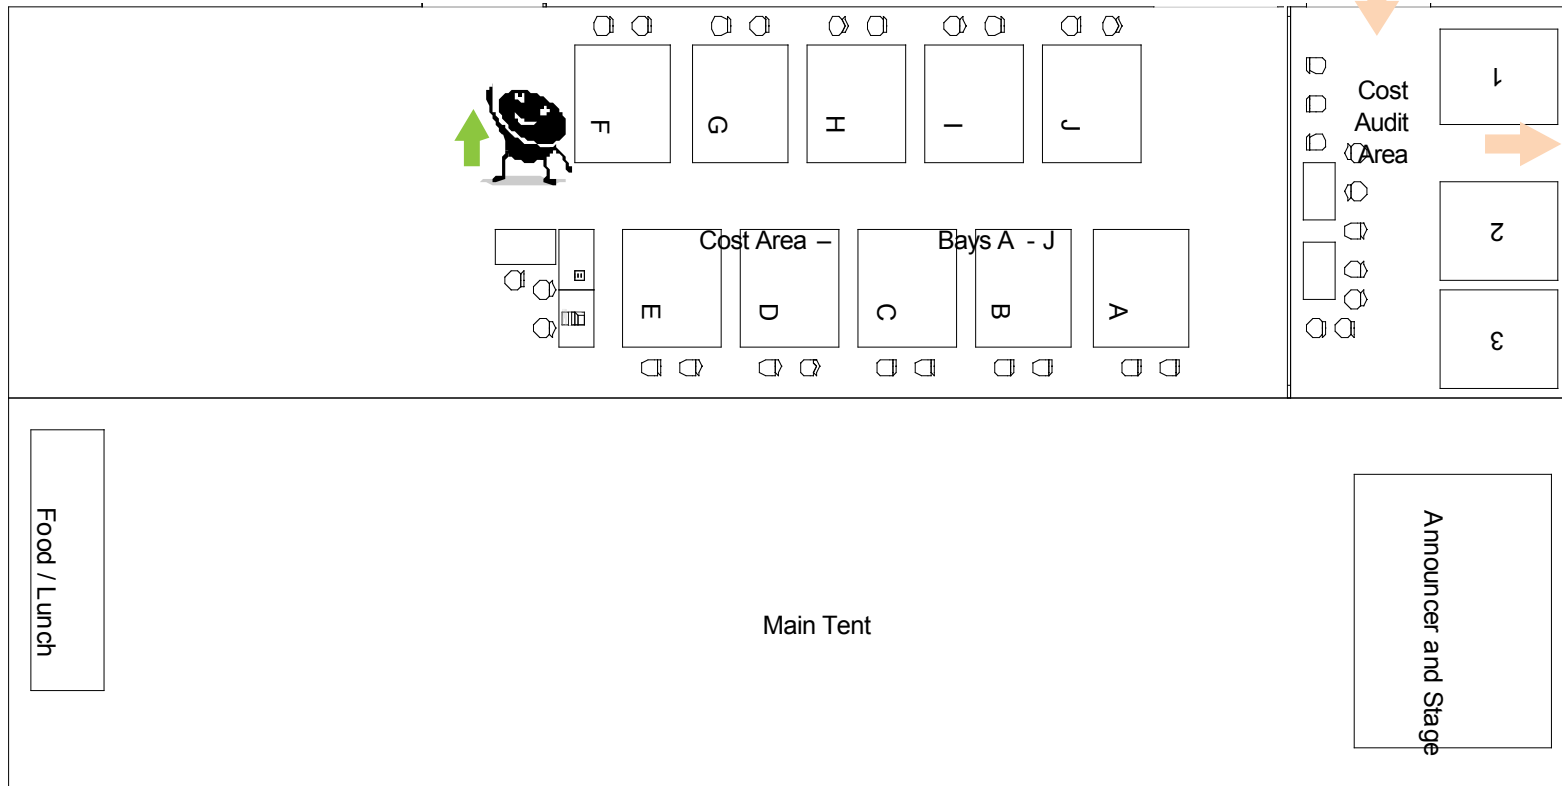 F
G
H
I
J
Cost
Audit
Area
1
2
3
Cost Area – Bays A - J
E
D
C
B
A
Food / Lunch
Main Tent
Announcer and Stage